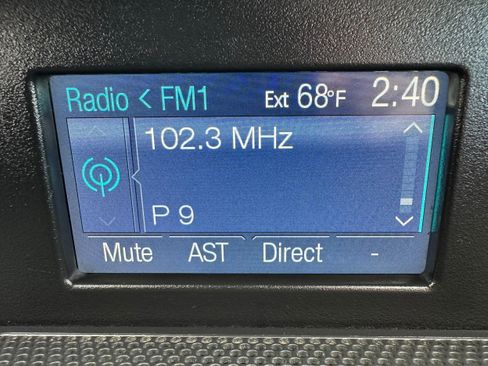 Radio < FM1 Ext 68°F 2:40
102.3 MHz
P 9
Mute AST Direct -